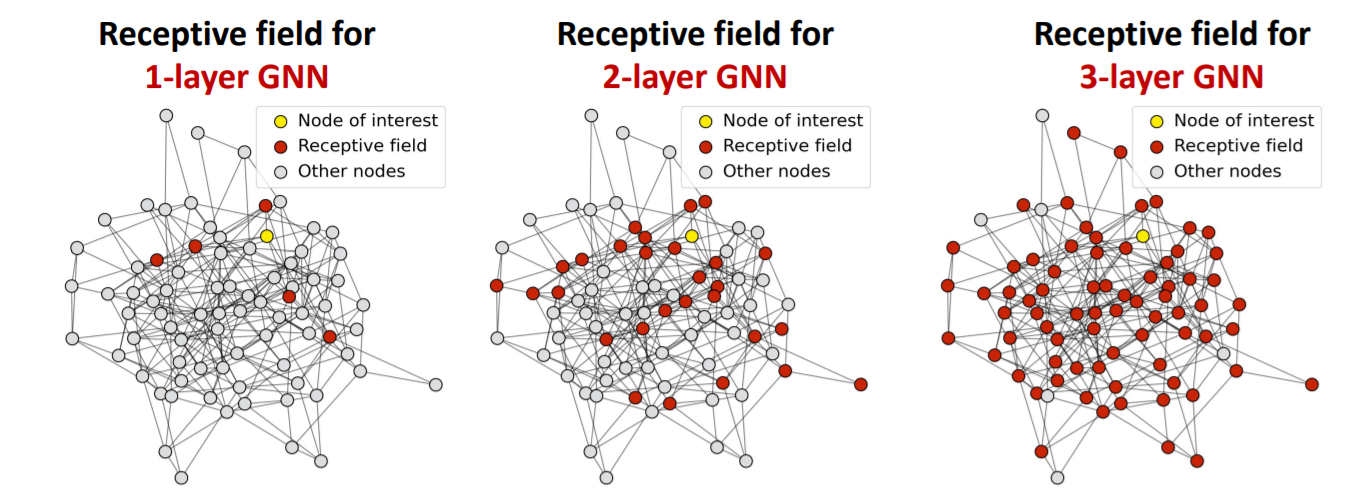 Receptive field for
1-layer GNN
Node of interest
Receptive field
Other nodes
Receptive field for
2-layer GNN
Node of interest
Receptive field
Other nodes
Receptive field for
3-layer GNN
Node of interest
Receptive field
Other nodes